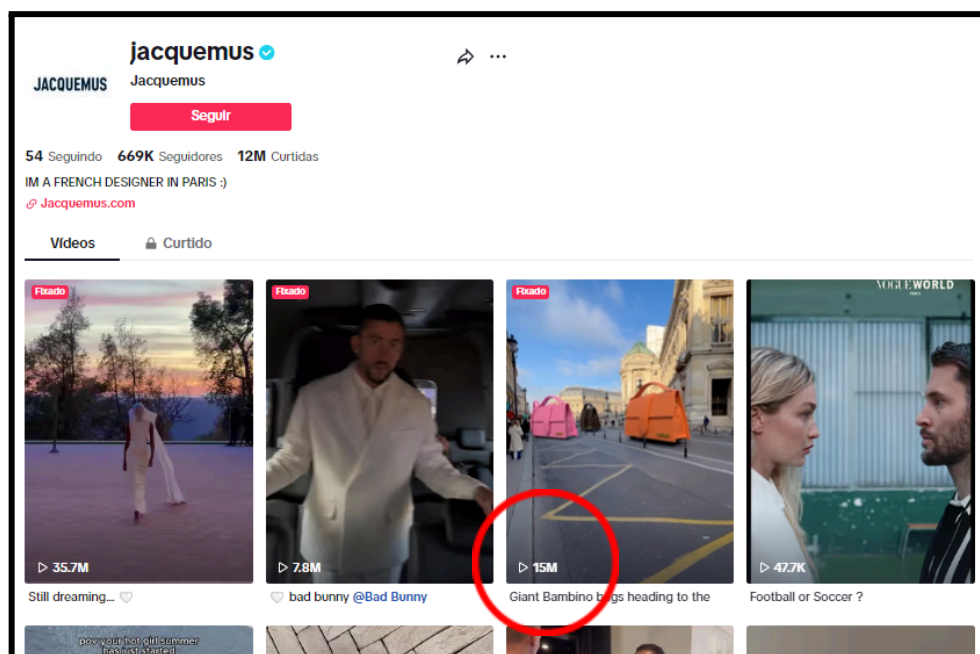 jacquemus
JACQUEMUS
Jacquemus
Seguir
54 Seguindo 669K Seguidores 12M Curtidas
IM A FRENCH DESIGNER IN PARIS :)
Jacquemus.com
Vídeos Curtido
Fixado
Fixado
Fixado
VOGUEWORLD
PARIS
35.7M
7.8M
15M
47.7K
Still dreaming... 🤍
🤍 bad bunny @Bad Bunny
Giant Bambino bags heading to the
Football or Soccer ?
pov your hot girl summer
has just started